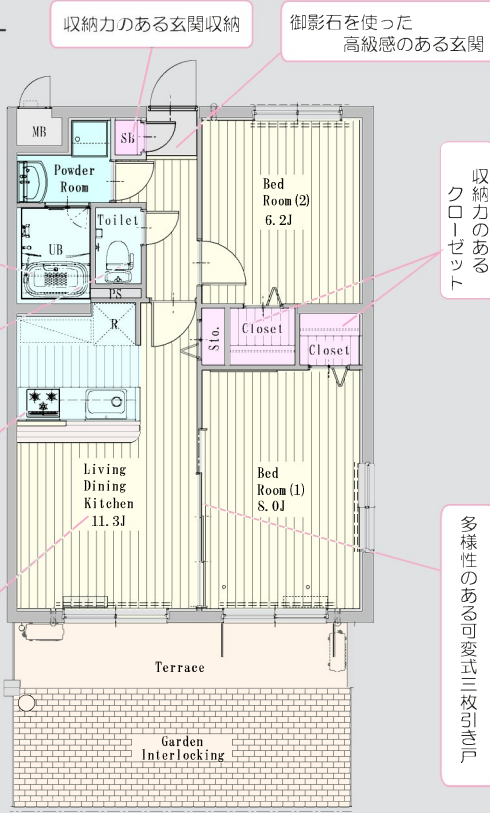 収納力のある玄関収納
御影石を使った
高級感のある玄関
MB
SB
Powder
Room
Bed
Room(2)
6.2J
収納力のある
クローゼット
Toilet
UB
PS
R
Sto.
Closet
Closet
Living
Dining
Kitchen
11.3J
Bed
Room(1)
8.0J
多様性のある可変式三枚引き戸
Terrace
Garden
Interlocking